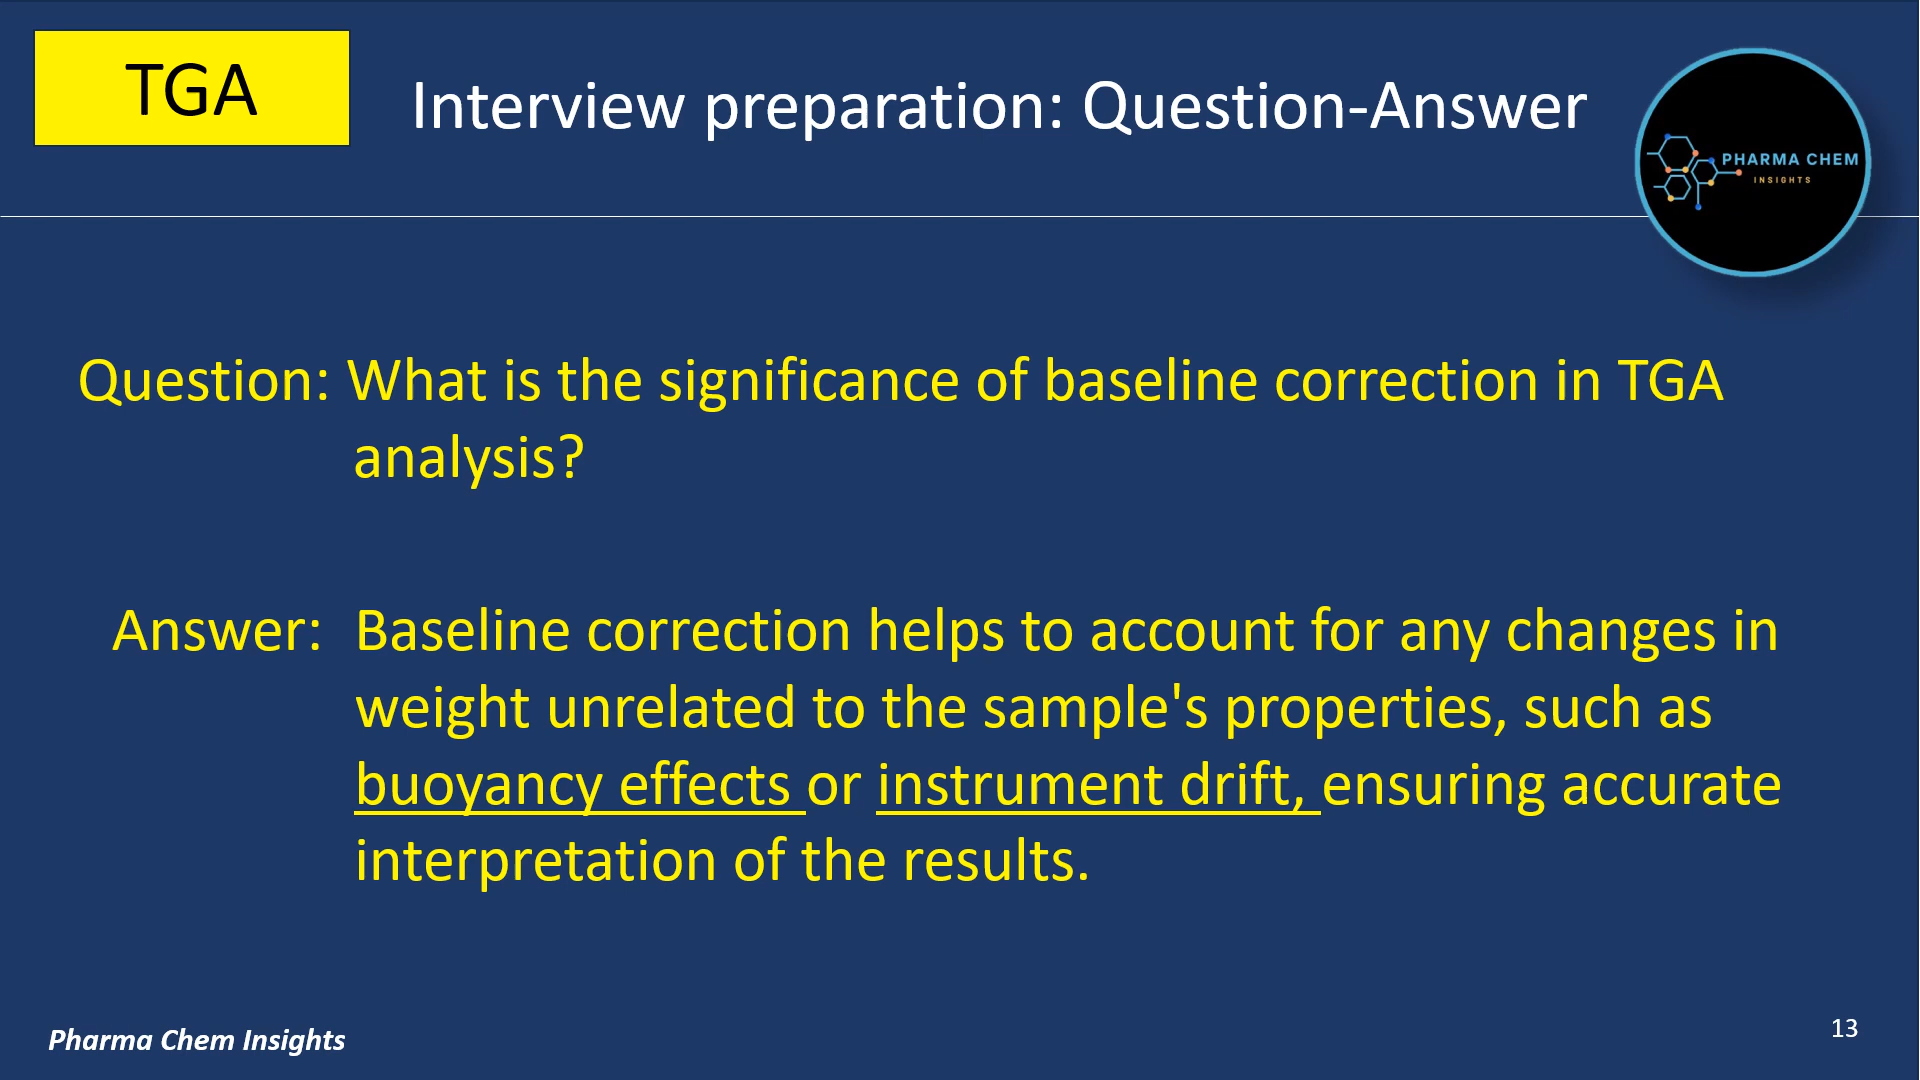 TGA
Interview preparation: Question-Answer
PHARMA CHEM
INSIGHTS
Question: What is the significance of baseline correction in TGA
analysis?
Answer: Baseline correction helps to account for any changes in
weight unrelated to the sample's properties, such as
buoyancy effects or instrument drift, ensuring accurate
interpretation of the results.
Pharma Chem Insights
13